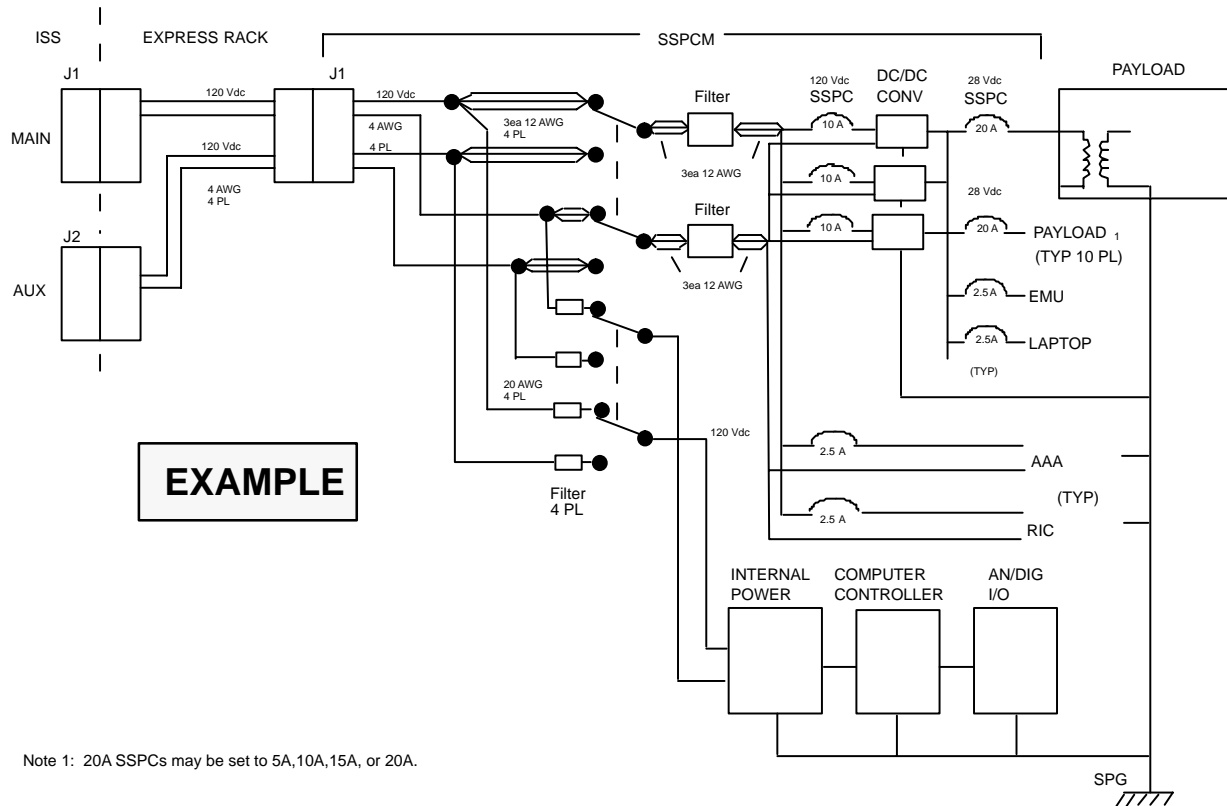 ISS
EXPRESS RACK
SSPCM
J1
J1
MAIN
120 Vdc
120 Vdc
4 AWG
4 PL
J2
AUX
120 Vdc
4 AWG
4 PL
3ea 12 AWG
4 PL
Filter
3ea 12 AWG
Filter
3ea 12 AWG
120 Vdc
SSPC
DC/DC
CONV
28 Vdc
SSPC
PAYLOAD
10 A
20 A
10 A
28 Vdc
10 A
20 A
PAYLOAD 1
(TYP 10 PL)
2.5 A
EMU
2.5A
LAPTOP
(TYP)
20 AWG
4 PL
120 Vdc
2.5 A
AAA
(TYP)
2.5 A
RIC
EXAMPLE
Filter
4 PL
INTERNAL
POWER
COMPUTER
CONTROLLER
AN/DIG
I/O
Note 1: 20A SSPCs may be set to 5A,10A,15A, or 20A.
SPG